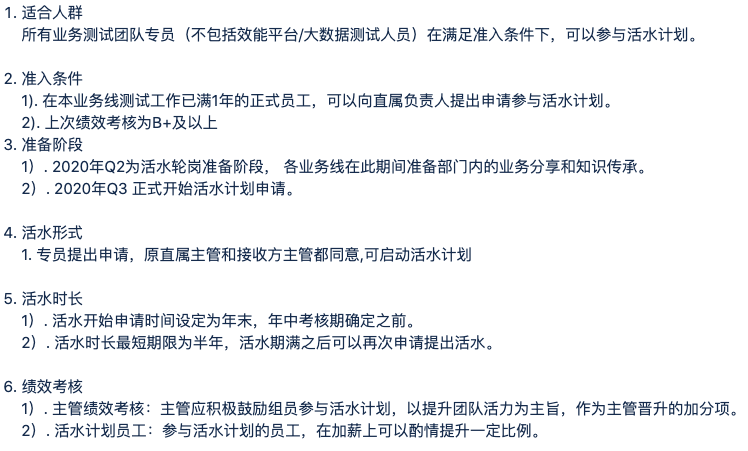 1. 适合人群
所有业务测试团队专员（不包括效能平台/大数据测试人员）在满足准入条件下，可以参与活水计划。
2. 准入条件
1). 在本业务线测试工作已满1年的正式员工，可以向直属负责人提出申请参与活水计划。
2). 上次绩效考核为B+及以上
3. 准备阶段
1）. 2020年Q2为活水轮岗准备阶段， 各业务线在此期间准备部门内的业务分享和知识传承。
2）. 2020年Q3 正式开始活水计划申请。
4. 活水形式
1. 专员提出申请，原直属主管和接收方主管都同意,可启动活水计划
5. 活水时长
1）. 活水开始申请时间设定为年末，年中考核期确定之前。
2）. 活水时长最短期限为半年，活水期满之后可以再次申请提出活水。
6. 绩效考核
1）. 主管绩效考核：主管应积极鼓励组员参与活水计划，以提升团队活力为主旨，作为主管晋升的加分项。
2）. 活水计划员工：参与活水计划的员工，在加薪上可以酌情提升一定比例。